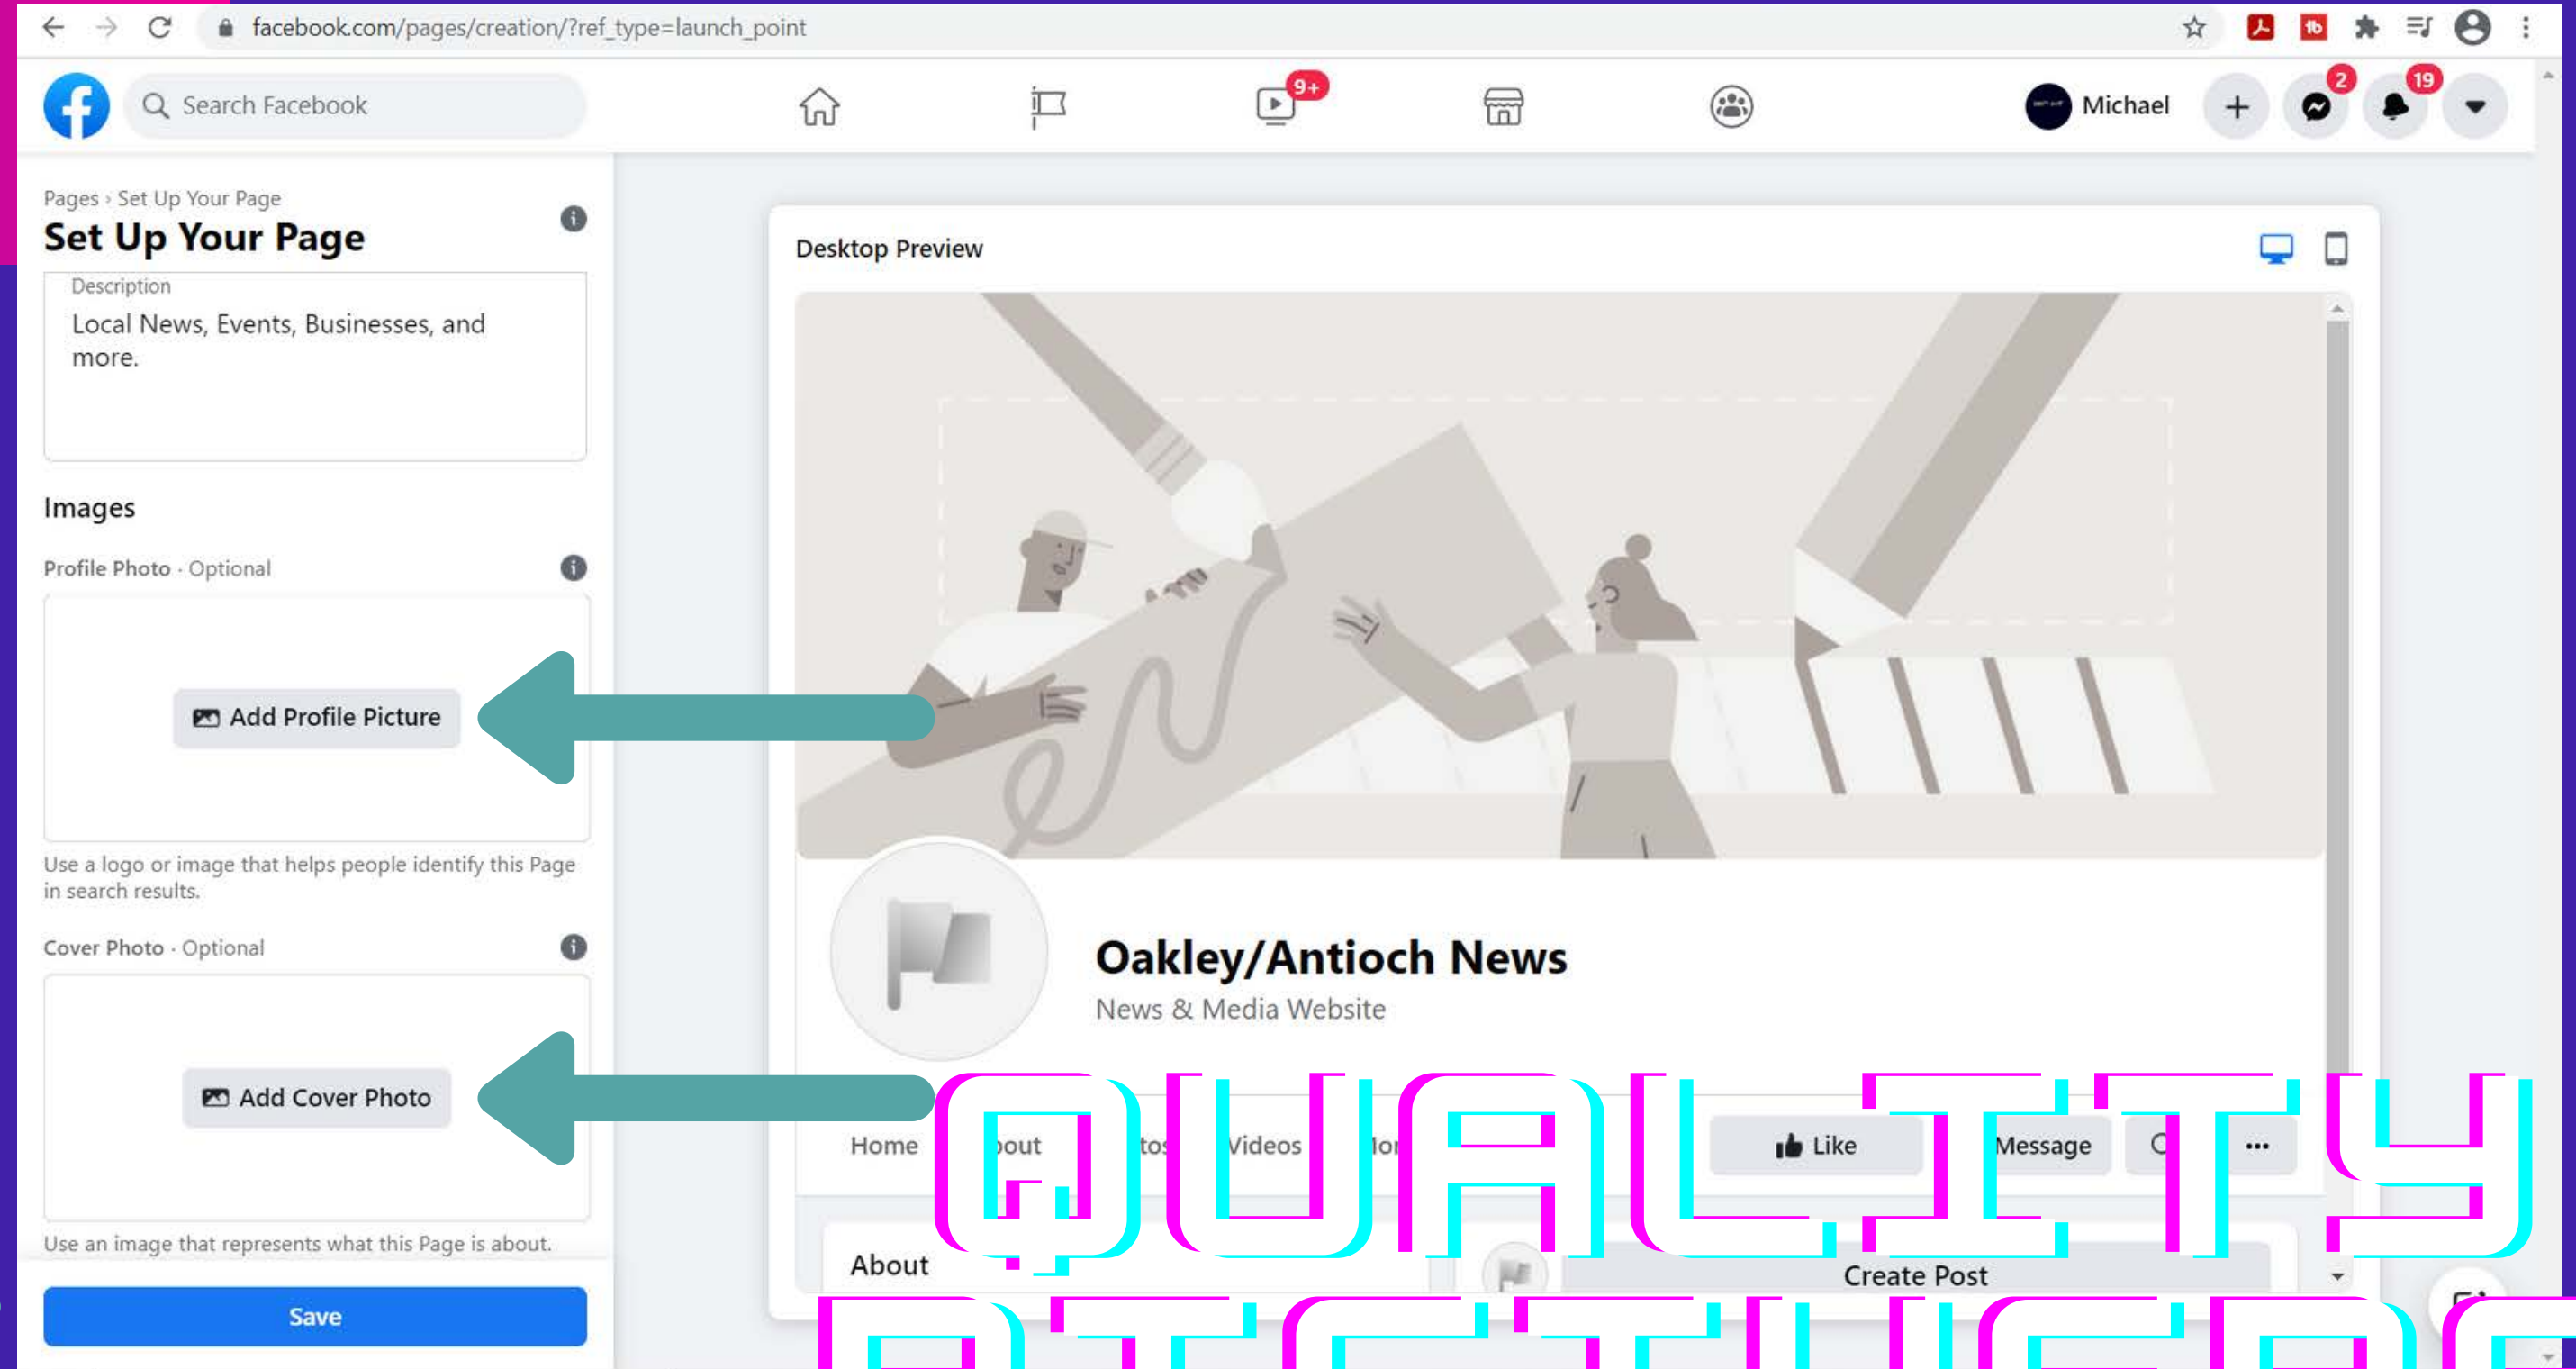 facebook.com/pages/creation/?ref_type=launch_point
Search Facebook
9+
Michael
2
19
Pages › Set Up Your Page
Set Up Your Page
Description
Local News, Events, Businesses, and
more.
Images
Profile Photo · Optional
Add Profile Picture
Use a logo or image that helps people identify this Page
in search results.
Cover Photo · Optional
Add Cover Photo
Use an image that represents what this Page is about.
Save
Desktop Preview
Oakley/Antioch News
News & Media Website
Home
Videos
Like
Message
About
Create Post
QUALITY